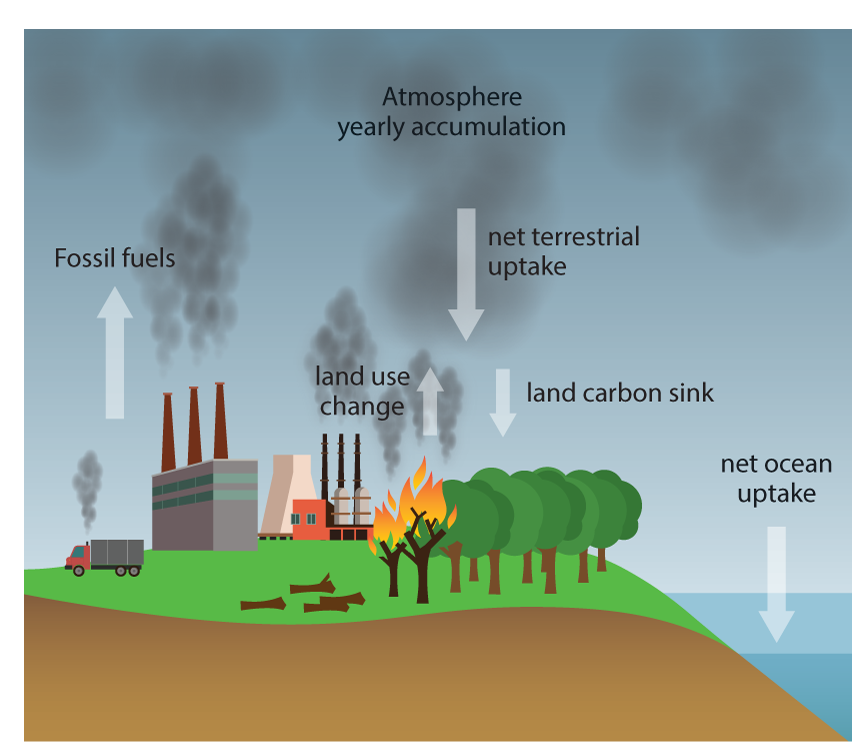 Atmosphere
yearly accumulation
net terrestrial
uptake
Fossil fuels
land use
change
land carbon sink
net ocean
uptake